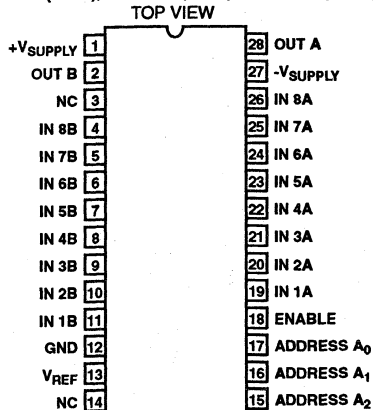 TOP VIEW
+VSUPPLY 1 28 OUT A
OUT B 2 27 -VSUPPLY
NC 3 26 IN 8A
IN 8B 4 25 IN 7A
IN 7B 5 24 IN 6A
IN 6B 6 23 IN 5A
IN 5B 7 22 IN 4A
IN 4B 8 21 IN 3A
IN 3B 9 20 IN 2A
IN 2B 10 19 IN 1A
IN 1B 11 18 ENABLE
GND 12 17 ADDRESS A0
VREF 13 16 ADDRESS A1
NC 14 15 ADDRESS A2